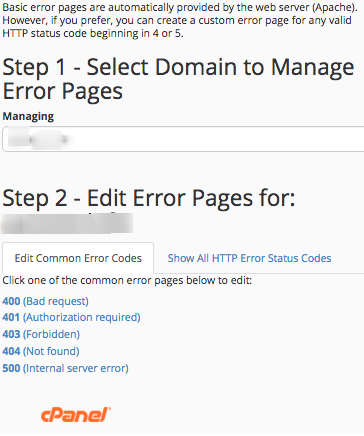 Basic error pages are automatically provided by the web server (Apache).
However, if you prefer, you can create a custom error page for any valid
HTTP status code beginning in 4 or 5.
Step 1 - Select Domain to Manage
Error Pages
Managing
Step 2 - Edit Error Pages for:
Edit Common Error Codes Show All HTTP Error Status Codes
Click one of the common error pages below to edit:
400 (Bad request)
401 (Authorization required)
403 (Forbidden)
404 (Not found)
500 (Internal server error)
cPanel